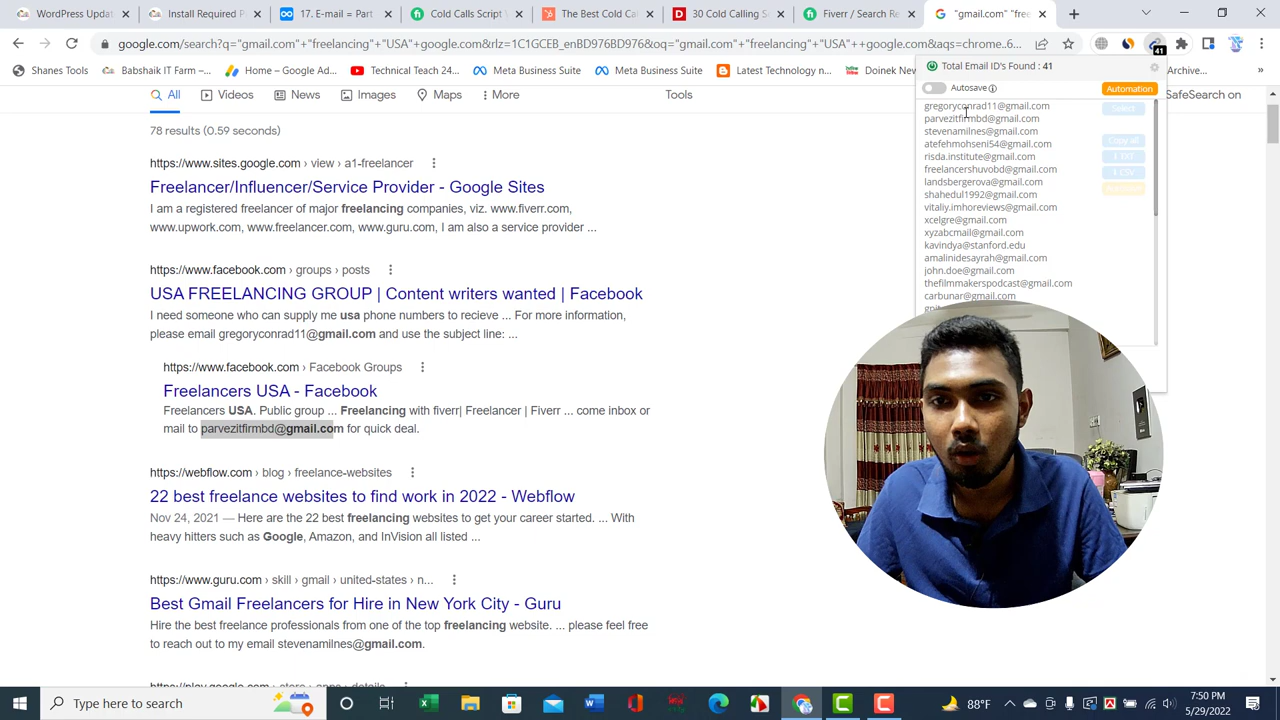 WordPress Updat
Cold Calls S
Cold Call Sc
30 Cold Calling S
Fiverr / Search Re
"gmail.com" "freel
google.com/search?q="gmail.com"+"freelancing"+"USA"+google.com&rlz=1C1GCEB_enBD976BD976&oq="gmail.com"+"freelancing"+"USA"+&aqs=chrome..6...
41
Shanes Tools
Babshaik IT Farm –...
Home – Google Ad...
Technical Teach 24...
Meta Business Suite
Meta Business Suite
Latest Technology n...
Doinek New
Archive...
All
Videos
News
Images
Maps
More
Tools
SafeSearch on
78 results (0.59 seconds)
https://www.sites.google.com › view › a1-freelancer
Freelancer/Influencer/Service Provider - Google Sites
I am a registered freelancer of major freelancing companies, viz. www.fiverr.com,
www.upwork.com, www.freelancer.com, www.guru.com, I am also a service provider ...
https://www.facebook.com › groups › posts
USA FREELANCING GROUP | Content writers wanted | Facebook
I need someone who can supply me usa phone numbers to recieve ... For more information,
please email gregoryconrad11@gmail.com and use the subject line: ...
https://www.facebook.com › Facebook Groups
Freelancers USA - Facebook
Freelancers USA. Public group ... Freelancing with fiverr| Freelancer | Fiverr ... come inbox or
mail to parvezitfirmbd@gmail.com for quick deal.
https://webflow.com › blog › freelance-websites
22 best freelance websites to find work in 2022 - Webflow
Nov 24, 2021 — Here are the 22 best freelancing websites to get your career started. ... With
heavy hitters such as Google, Amazon, and InVision all listed ...
https://www.guru.com › skill › gmail › united-states › n...
Best Gmail Freelancers for Hire in New York City - Guru
Hire the best freelance professionals from one of the top freelancing website. ... please feel free
to reach out to my email stevenamilnes@gmail.com.
Total Email ID's Found : 41
Autosave
Automation
gregoryconrad11@gmail.com
Select
parvezitfirmbd@gmail.com
stevenamilnes@gmail.com
Copy all
atefehmohseni54@gmail.com
risda.institute@gmail.com
TXT
freelancershuvobd@gmail.com
CSV
landsbergerova@gmail.com
shahedul1992@gmail.com
vitaliy.imhoreviews@gmail.com
xcelgre@gmail.com
xyzabcmail@gmail.com
kavindya@stanford.edu
amalinidesayrah@gmail.com
john.doe@gmail.com
thefilmmakerspodcast@gmail.com
carbunar@gmail.com
Type here to search
88°F
7:50 PM
5/29/2022